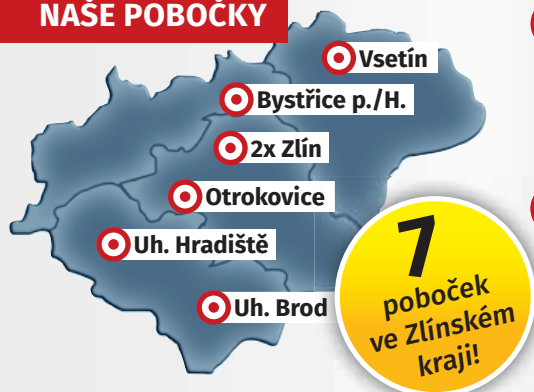 NAŠE POBOČKY
Vsetín
Bystřice p./H.
2x Zlín
Otrokovice
Uh. Hradiště
Uh. Brod
7
poboček
ve Zlínském
kraji!